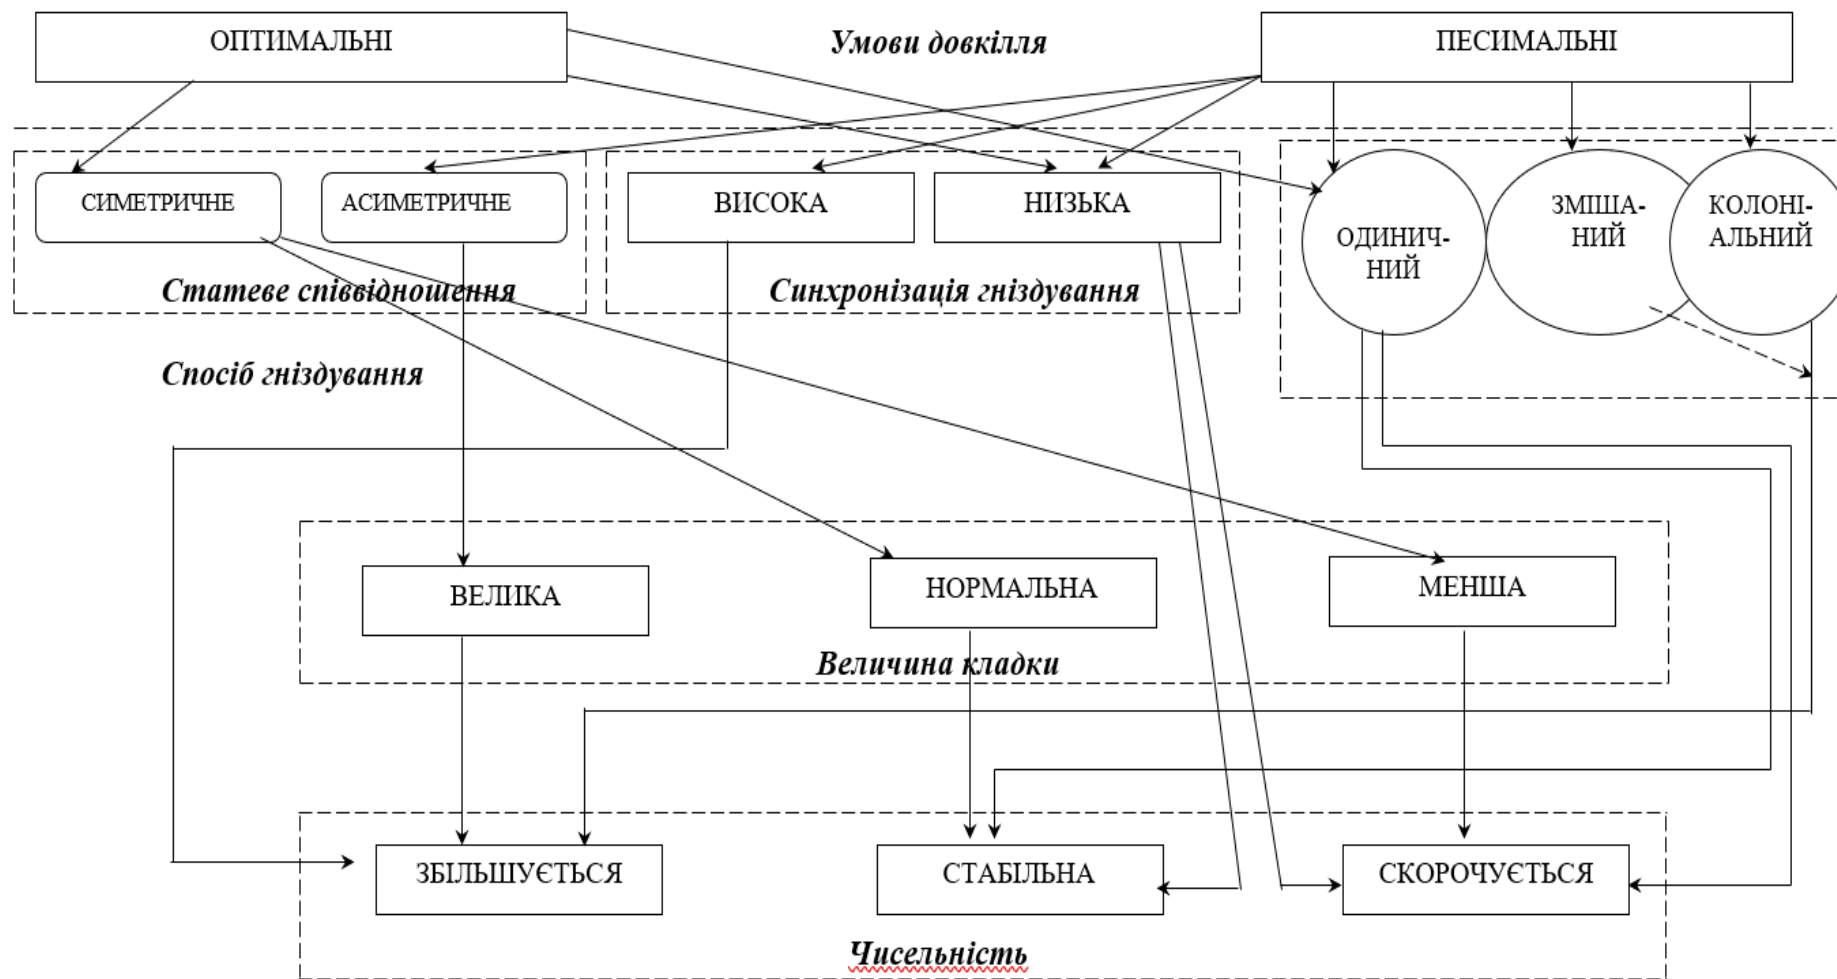 ОПТИМАЛЬНІ
Умови довкілля
ПЕСИМАЛЬНІ
СИМЕТРИЧНЕ
АСИМЕТРИЧНЕ
Статеве співвідношення
ВИСОКА
НИЗЬКА
Синхронізація гніздування
ОДИНИЧ-
НИЙ
ЗМІША-
НИЙ
КОЛОНІ-
АЛЬНИЙ
Спосіб гніздування
ВЕЛИКА
НОРМАЛЬНА
МЕНША
Величина кладки
ЗБІЛЬШУЄТЬСЯ
СТАБІЛЬНА
СКОРОЧУЄТЬСЯ
Чисельність